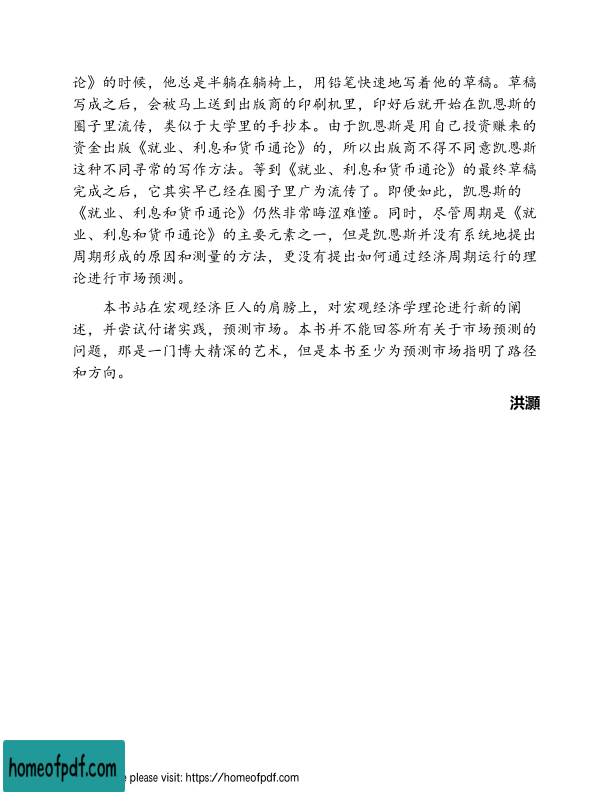 论》的时候，他总是半躺在躺椅上，用铅笔快速地写着他的草稿。草稿
写成之后，会被马上送到出版商的印刷机里，印好后就开始在凯恩斯的
圈子里流传，类似于大学里的手抄本。由于凯恩斯是用自己投资赚来的
资金出版《就业、利息和货币通论》的，所以出版商不得不同意凯恩斯
这种不同寻常的写作方法。等到《就业、利息和货币通论》的最终草稿
完成之后，它其实早已经在圈子里广为流传了。即便如此，凯恩斯的
《就业、利息和货币通论》仍然非常晦涩难懂。同时，尽管周期是《就
业、利息和货币通论》的主要元素之一，但是凯恩斯并没有系统地提出
周期形成的原因和测量的方法，更没有提出如何通过经济周期运行的理
论进行市场预测。
本书站在宏观经济巨人的肩膀上，对宏观经济学理论进行新的阐
述，并尝试付诸实践，预测市场。本书并不能回答所有关于市场预测的
问题，那是一门博大精深的艺术，但是本书至少为预测市场指明了路径
和方向。
洪灏
homeofpdf.com
e please visit: https://homeofpdf.com